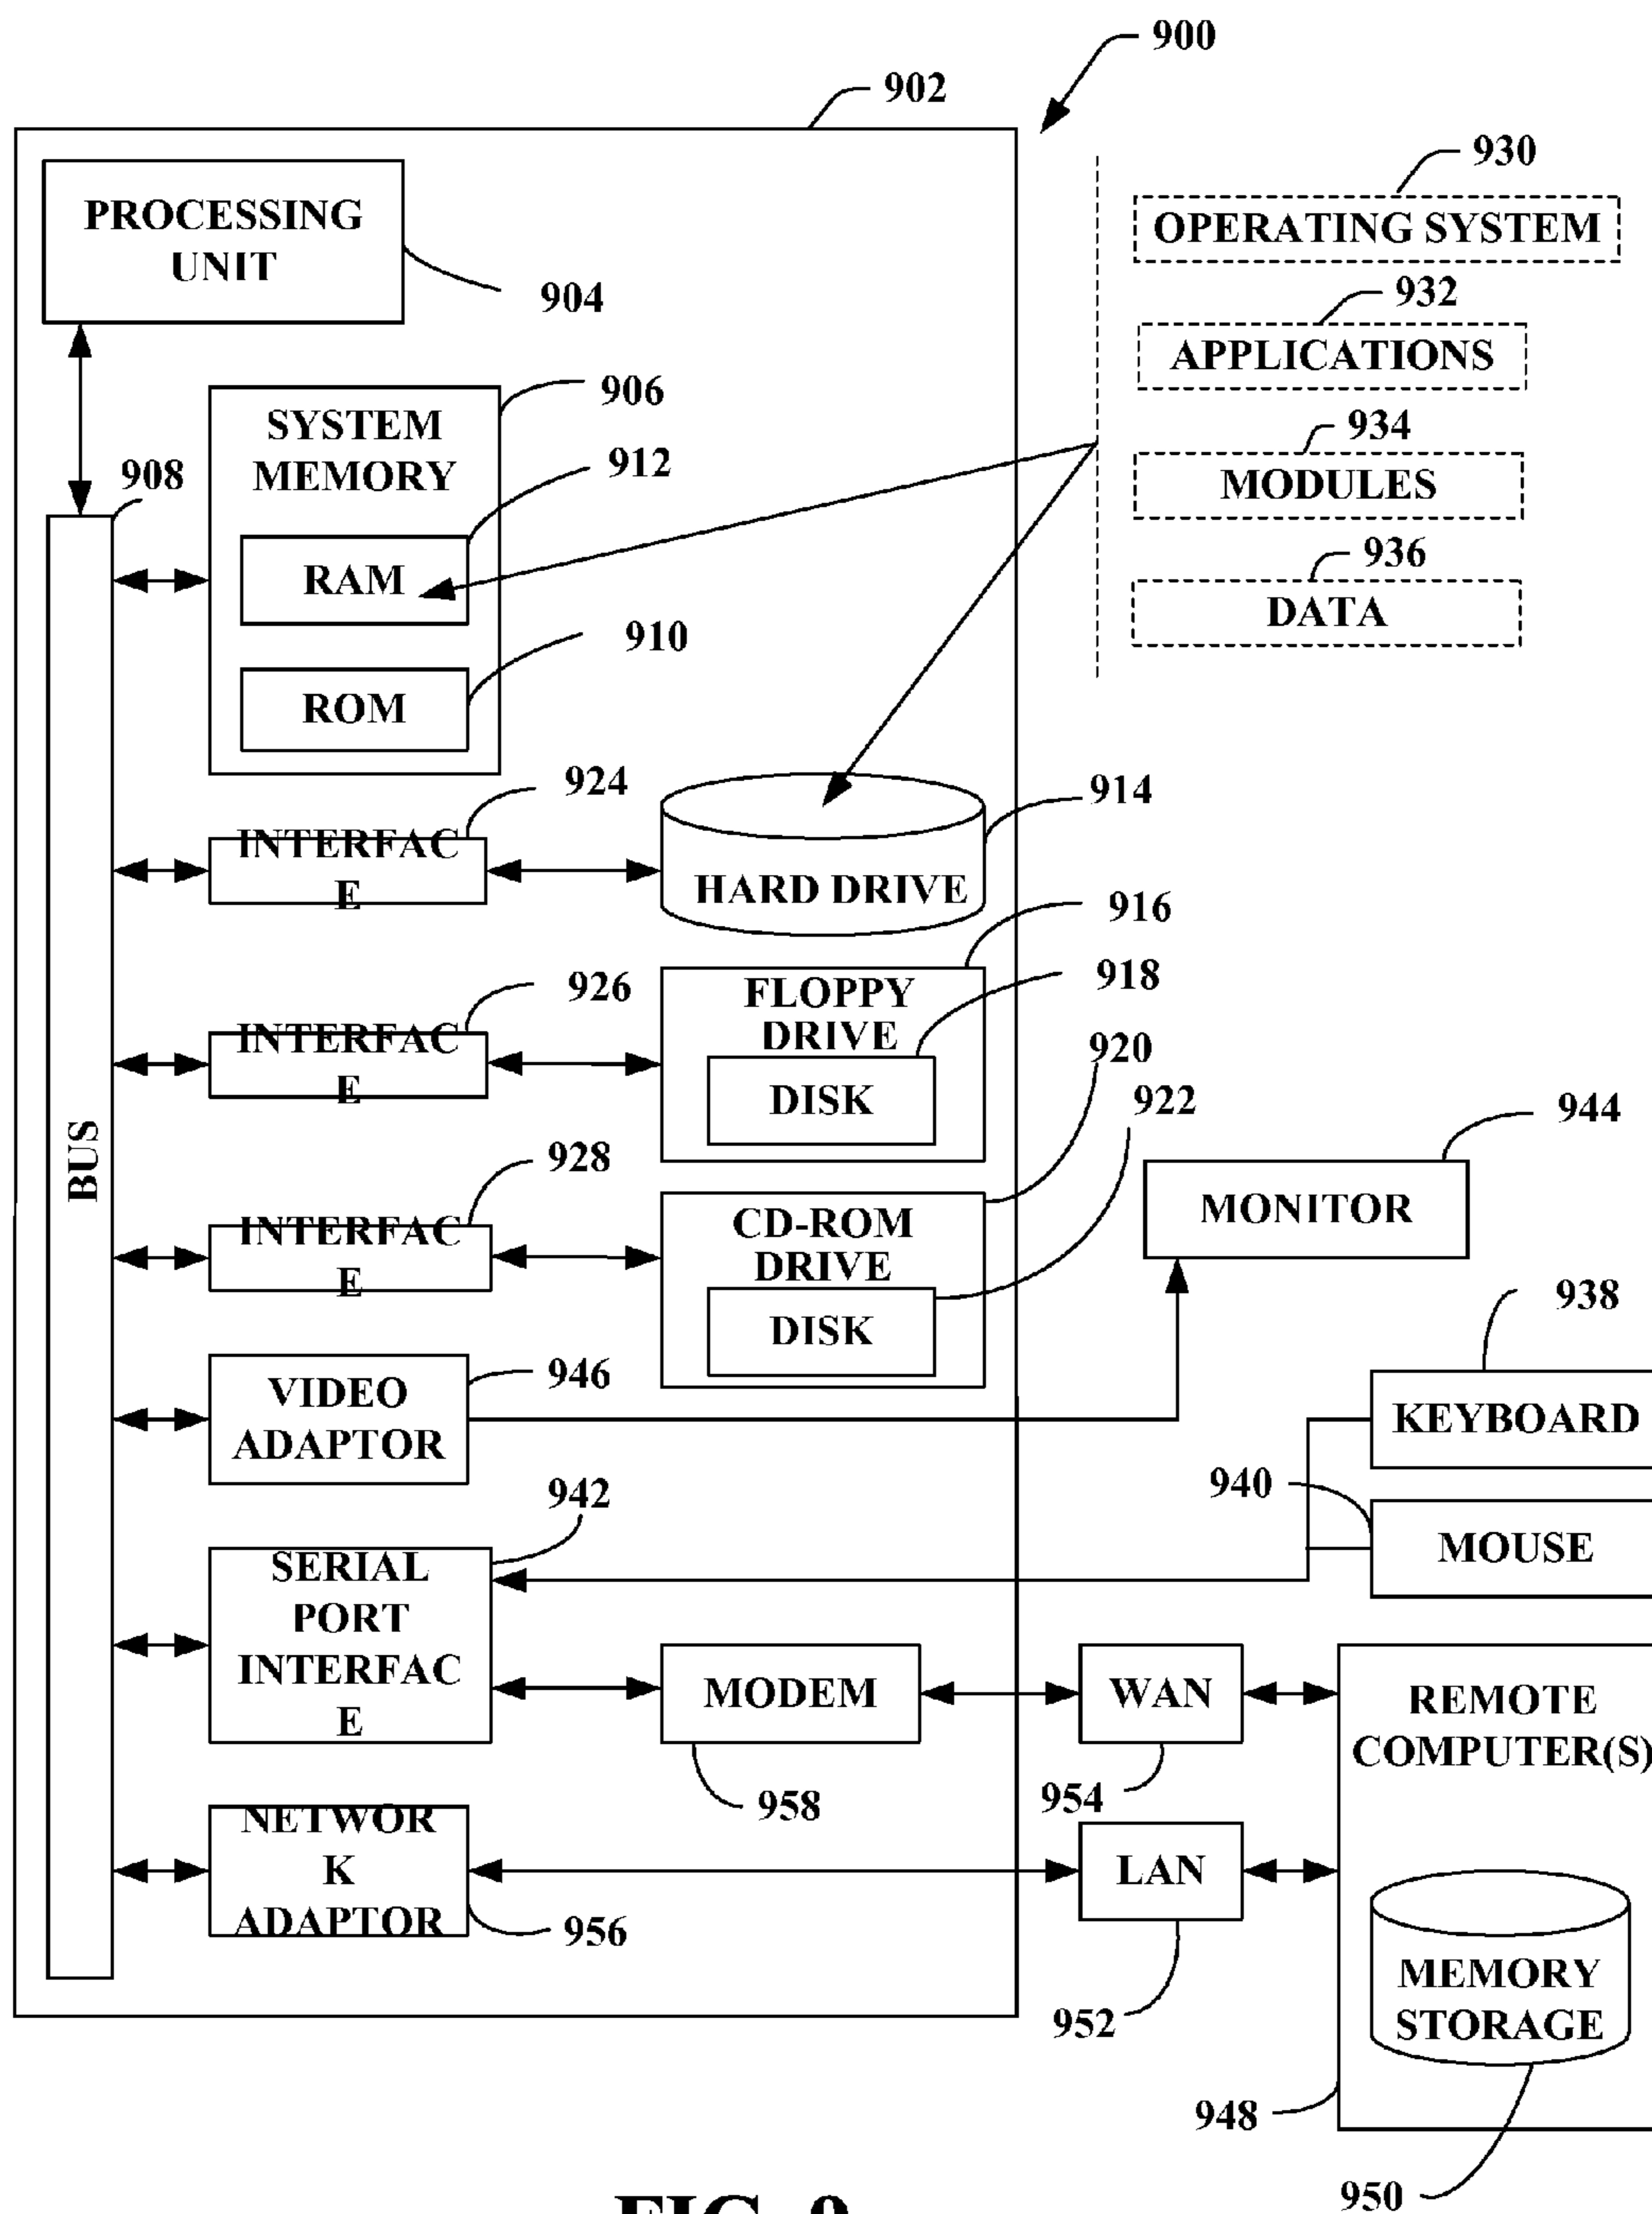 900
902
PROCESSING
UNIT
904
930
OPERATING SYSTEM
932
APPLICATIONS
934
MODULES
936
DATA
906
SYSTEM
MEMORY
912
RAM
910
ROM
908
BUS
924
INTERFAC
E
914
HARD DRIVE
926
INTERFAC
E
916
FLOPPY
DRIVE
918
DISK
928
INTERFAC
E
920
CD-ROM
DRIVE
922
DISK
944
MONITOR
946
VIDEO
ADAPTOR
938
KEYBOARD
940
MOUSE
942
SERIAL
PORT
INTERFAC
E
MODEM
958
WAN
954
REMOTE
COMPUTER(S)
NETWOR
K
ADAPTOR
956
LAN
952
MEMORY
STORAGE
948
950
FIG. 9